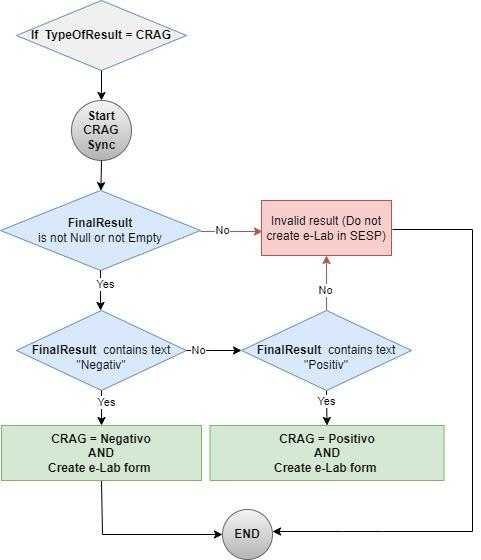 If TypeOfResult = CRAG
Start
CRAG
Sync
FinalResult
is not Null or not Empty
No
Invalid result (Do not
create e-Lab in SESP)
Yes
No
FinalResult contains text
"Negativ"
No
FinalResult contains text
"Positiv"
Yes
Yes
CRAG = Negativo
AND
Create e-Lab form
CRAG = Positivo
AND
Create e-Lab form
END